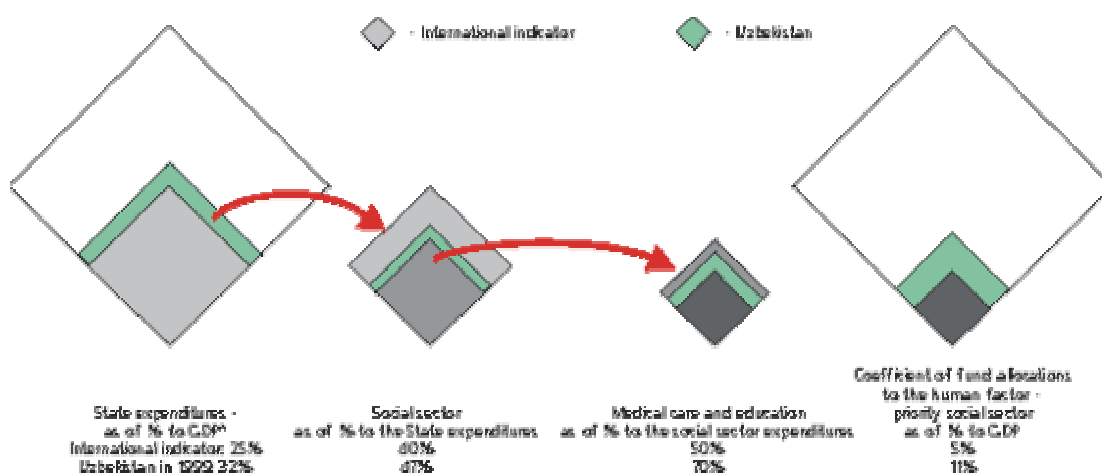 - International indicator
- Uzbekistan
State expenditures -
as of % to GDP*
International indicator 25%
Uzbekistan in 1999 32%
Social sector
as of % to the State expenditures
40%
47%
Medical care and education
as of % to the social sector expenditures
50%
70%
Coefficient of fund allocations
to the human factor -
priority social sector
as of % to GDP
5%
11%